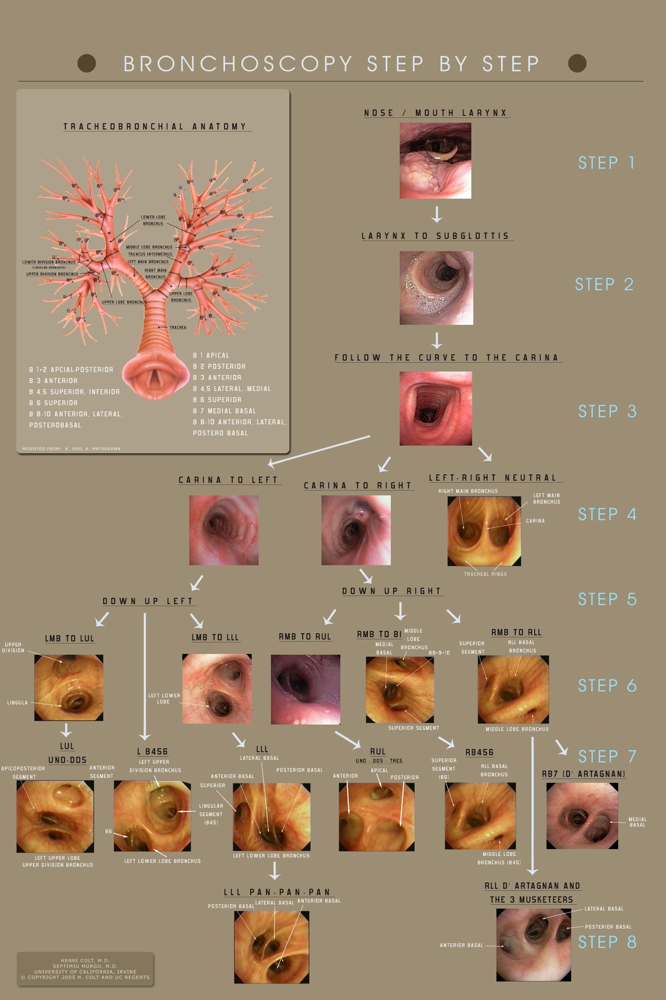 BRONCHOSCOPY STEP BY STEP
TRACHEOBRONCHIAL ANATOMY
LOWER LOBE
BRONCHUS
MIDDLE LOBE BRONCHUS
TRUNCUS INTERMEDIUS
LEFT MAIN BRONCHUS
RIGHT MAIN
BRONCHUS
LOWER DIVISION BRONCHUS
(LINGULAR BRONCHUS)
UPPER DIVISION BRONCHUS
UPPER LOBE BRONCHUS
UPPER LOBE
BRONCHUS
TRACHEA
B 1+2 APCIAL-POSTERIOR
B 3 ANTERIOR
B 4,5 SUPERIOR, INFERIOR
B 6 SUPERIOR
B 8-10 ANTERIOR, LATERAL,
POSTEROBASAL
B 1 APICAL
B 2 POSTERIOR
B 3 ANTERIOR
B 4,5 LATERAL, MEDIAL
B 6 SUPERIOR
B 7 MEDIAL BASAL
B 8-10 ANTERIOR, LATERAL,
POSTERO BASAL
MODIFIED FROM: K. OHO, K. MATSUKAWA
NOSE / MOUTH LARYNX
STEP 1
LARYNX TO SUBGLOTTIS
STEP 2
FOLLOW THE CURVE TO THE CARINA
STEP 3
CARINA TO LEFT
CARINA TO RIGHT
LEFT-RIGHT NEUTRAL
RIGHT MAIN BRONCHUS
LEFT MAIN
BRONCHUS
CARINA
TRACHEAL RINGS
STEP 4
DOWN UP LEFT
DOWN UP RIGHT
STEP 5
LMB TO LUL
UPPER
DIVISION
LINGULA
LMB TO LLL
LEFT LOWER
LOBE
RMB TO RUL
RMB TO BI
MEDIAL
BASAL
MIDDLE
LOBE
BRONCHUS
B8+9+10
SUPERIOR SEGMENT
RMB TO RLL
SUPERIOR
SEGMENT
RLL BASAL
BRONCHUS
MIDDLE LOBE BRONCHUS
STEP 6
LUL
UNO-DOS
APICOPOSTERIOR
SEGMENT
ANTERIOR
SEGMENT
LEFT UPPER LOBE
UPPER DIVISION BRONCHUS
L B456
LEFT UPPER
DIVISION BRONCHUS
LINGULAR
SEGMENT
(B45)
B6
LEFT LOWER LOBE BRONCHUS
LLL
LATERAL BASAL
POSTERIOR BASAL
ANTERIOR BASAL
SUPERIOR
LEFT LOWER LOBE BRONCHUS
RUL
UNO - DOS - TRES
APICAL
ANTERIOR
POSTERIOR
RB456
SUPERIOR
SEGMENT
(B6)
RLL BASAL
BRONCHUS
MIDDLE LOBE
BRONCHUS (B45)
STEP 7
RB7 (D' ARTAGNAN)
MEDIAL
BASAL
LLL PAN-PAN-PAN
POSTERIOR BASAL
LATERAL BASAL
ANTERIOR BASAL
RLL D' ARTAGNAN AND
THE 3 MUSKETEERS
LATERAL BASAL
POSTERIOR BASAL
ANTERIOR BASAL
STEP 8
HENRI COLT, M.D.
SEPTIMIU MÚRGU, M.D.
UNIVERSITY OF CALIFORNIA, IRVINE
© COPYRIGHT 2005 H. COLT AND UC REGENTS